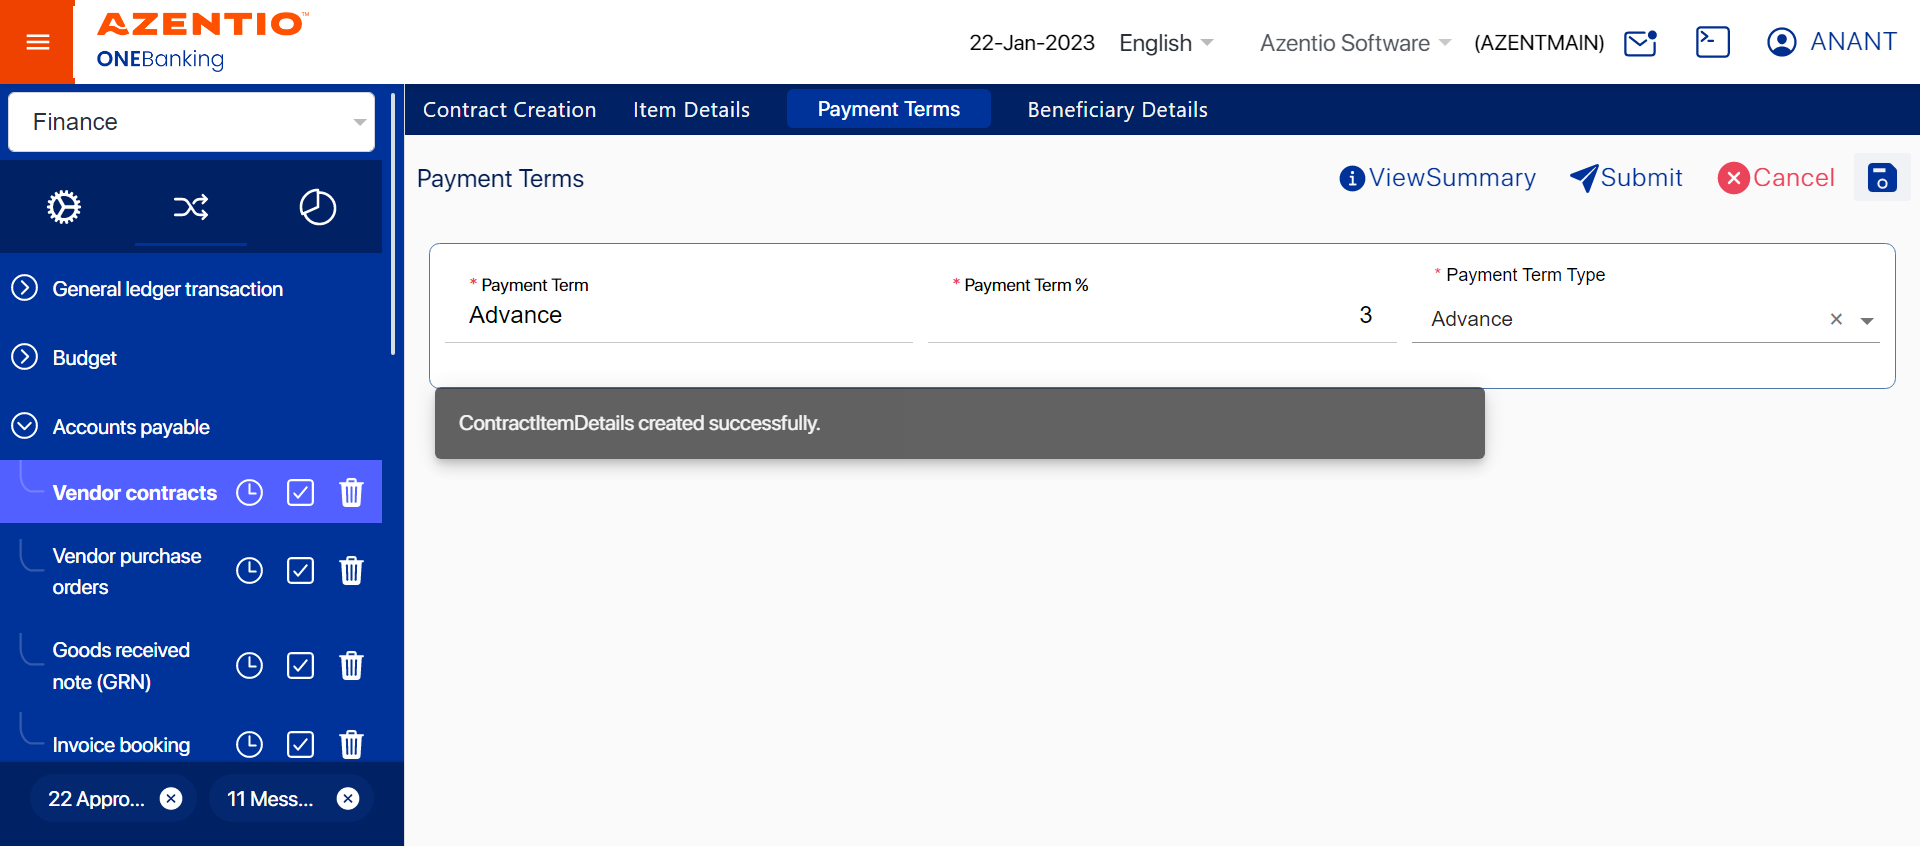 AZENTIO™
ONEBanking
22-Jan-2023 English Azentio Software (AZENTMAIN) ANANT
Finance
Contract Creation Item Details Payment Terms Beneficiary Details
Payment Terms ViewSummary Submit Cancel
General ledger transaction
Budget
Accounts payable
Vendor contracts
Vendor purchase
orders
Goods received
note (GRN)
Invoice booking
22 Appro...
11 Mess...
* Payment Term
Advance
* Payment Term %
3
* Payment Term Type
Advance
ContractItemDetails created successfully.